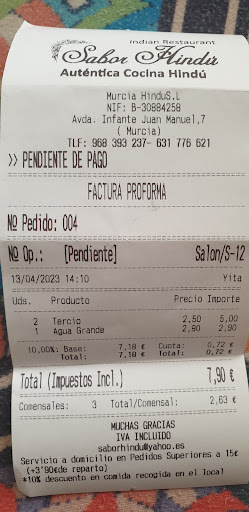 Indian Restaurant
Sabor Hindú
Auténtica Cocina Hindú
Murcia HinduS.L
NIF: B-30884258
Avda. Infante Juan Manuel,7
( Murcia)
TLF: 968 393 237- 631 776 621
>> PENDIENTE DE PAGO
FACTURA PROFORMA
Nº Pedido: 004
Nº Op.: [Pendiente] Salon/S-12
13/04/2023 14:10 Yita
Uds. Producto Precio Importe
2 Tercio 2,50 5,00
1 Agua Grande 2,90 2,90
10,00% Base: 7,18 € Cuota: 0,72 €
Total: 7,18 € Total: 0,72 €
Total (Impuestos Incl.) 7,90 €
Comensales: 3 Total/Comensal: 2,63 €
MUCHAS GRACIAS
IVA INCLUIDO
saborhindu@yahoo.es
Servicio a domicilio en Pedidos Superiores a 15€
(+3'90€de reparto)
*10% descuento en comida recogida en el local